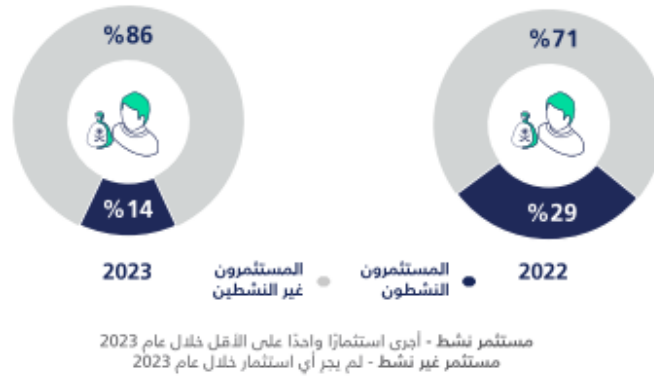 %71
%29
2022
%86
%14
2023
المستثمرون النشطون
المستثمرون غير النشطين
مستثمر نشط - أجرى استثمارًا واحدًا على الأقل خلال عام 2023
مستثمر غير نشط - لم يجرِ أي استثمار خلال عام 2023